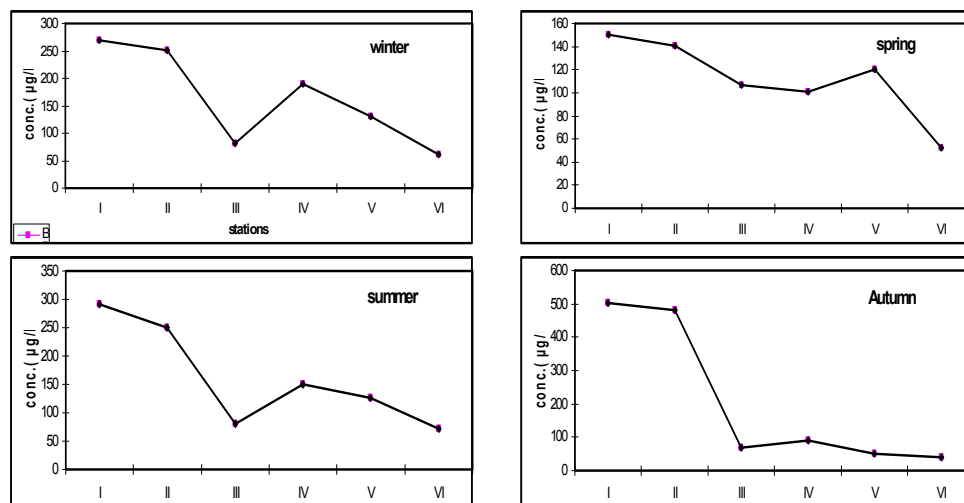 winter
conc.( µg/l
300
250
200
150
100
50
0
I II III IV V VI
stations
B
spring
conc.( µg/l
160
140
120
100
80
60
40
20
0
I II III IV V VI
summer
conc.( µg/l
350
300
250
200
150
100
50
0
I II III IV V VI
Autumn
conc.( µg/
600
500
400
300
200
100
0
I II III IV V VI